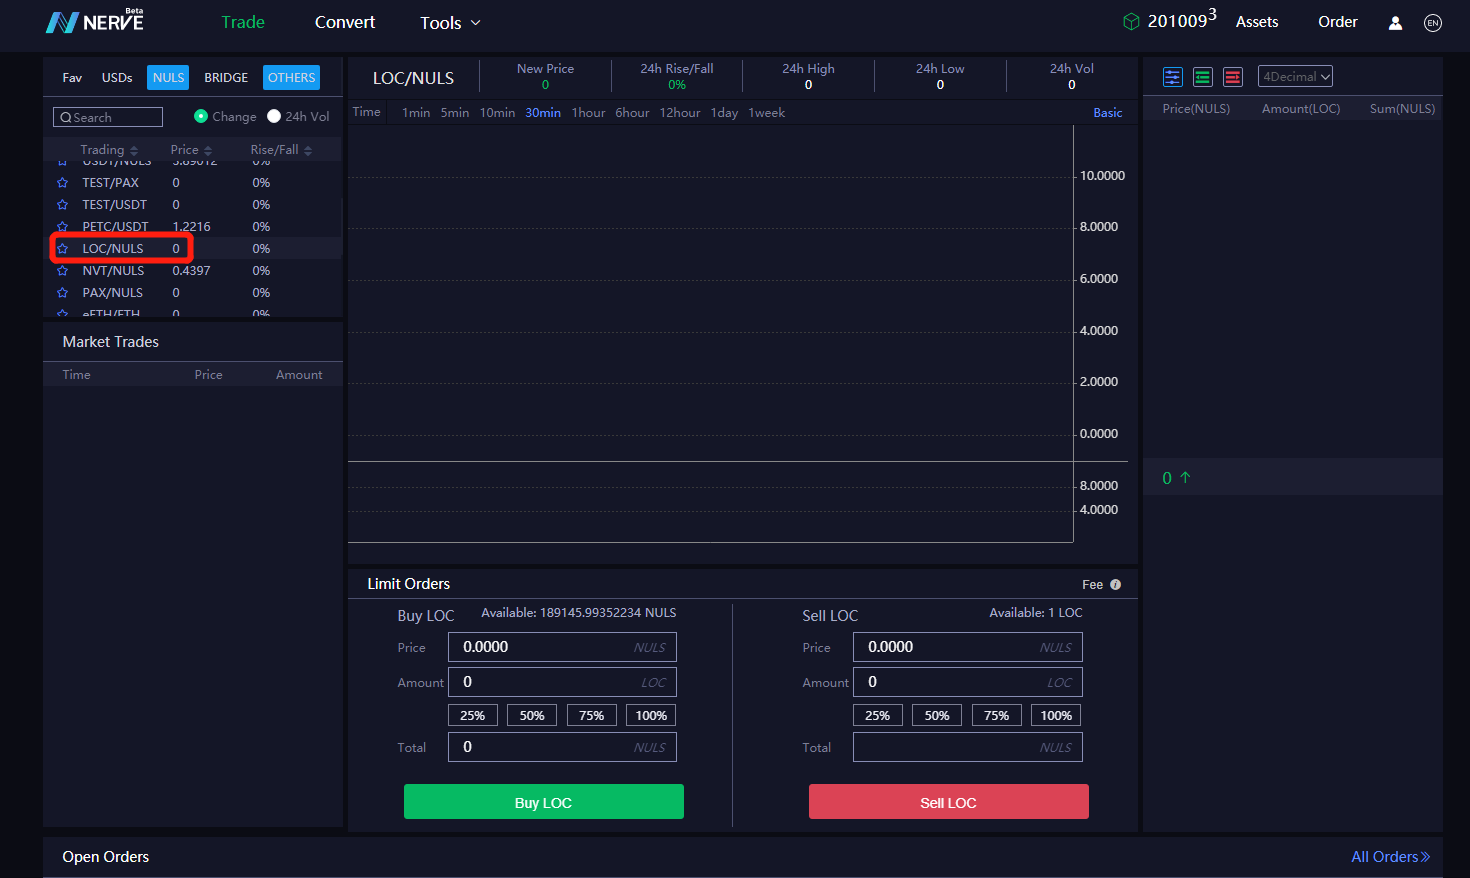 NERVE Beta
Trade Convert Tools
201009 3 Assets Order EN
Fav USDs NULS BRIDGE OTHERS
Search Change 24h Vol
Trading Price Rise/Fall
USDT/NULS 3.89012 0%
TEST/PAX 0 0%
TEST/USDT 0 0%
PETC/USDT 1.2216 0%
LOC/NULS 0 0%
NVT/NULS 0.4397 0%
PAX/NULS 0 0%
eETH/ETH 0 0%
Market Trades
Time Price Amount
LOC/NULS
New Price 24h Rise/Fall 24h High 24h Low 24h Vol
0 0% 0 0 0
Time 1min 5min 10min 30min 1hour 6hour 12hour 1day 1week Basic
10.0000
8.0000
6.0000
4.0000
2.0000
0.0000
8.0000
4.0000
4Decimal
Price(NULS) Amount(LOC) Sum(NULS)
0 ↑
Limit Orders Fee
Buy LOC Available: 189145.99352234 NULS
Price 0.0000 NULS
Amount 0 LOC
25% 50% 75% 100%
Total 0 NULS
Buy LOC
Sell LOC Available: 1 LOC
Price 0.0000 NULS
Amount 0 LOC
25% 50% 75% 100%
Total NULS
Sell LOC
Open Orders All Orders